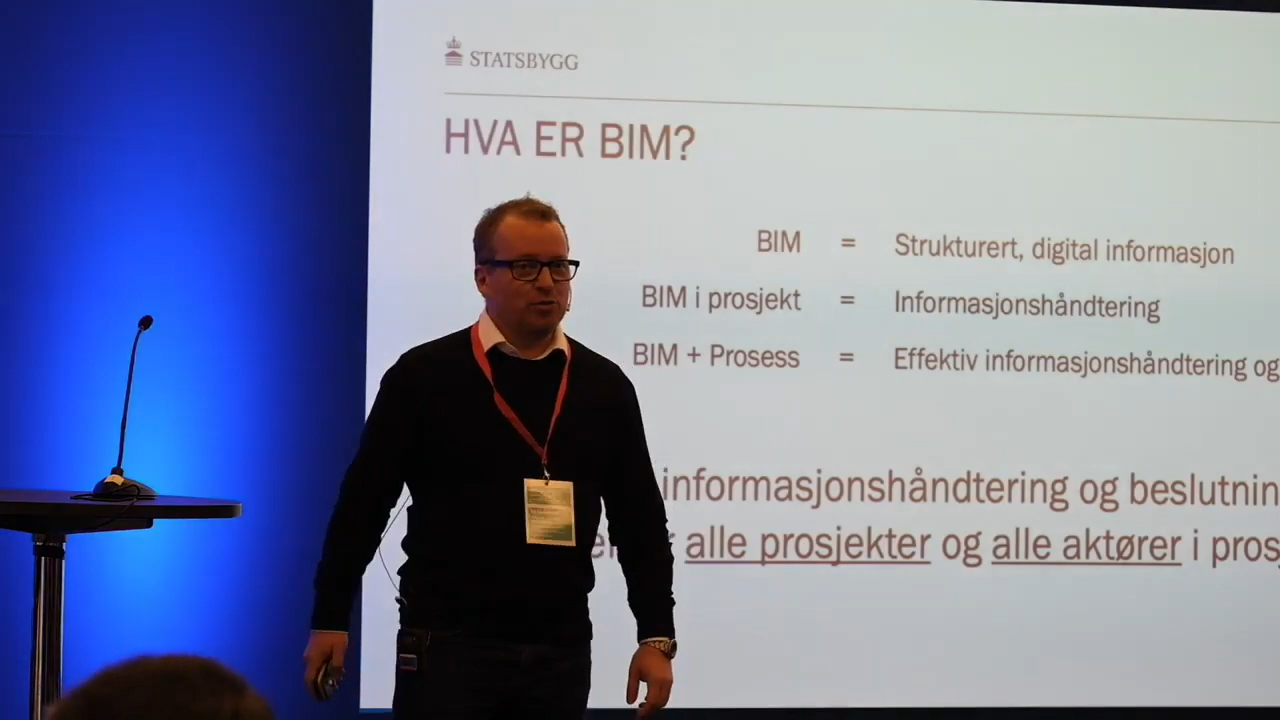 STATSBYGG
HVA ER BIM?
BIM = Strukturert, digital informasjon
BIM i prosjekt = Informasjonshåndtering
BIM + Prosess = Effektiv informasjonshåndtering og
informasjonshåndtering og beslutnin
alle prosjekter og alle aktører i pros